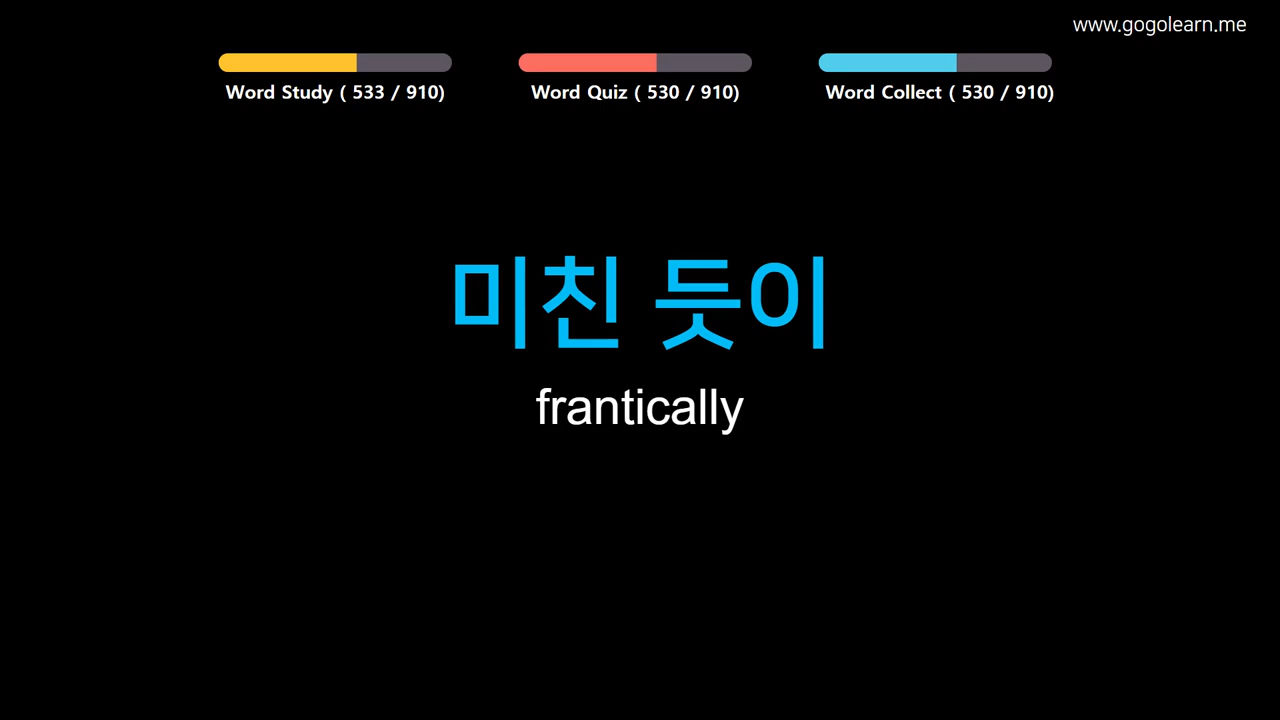 www.gogolearn.me
Word Study ( 533 / 910)
Word Quiz ( 530 / 910)
Word Collect ( 530 / 910)
미친 듯이
frantically